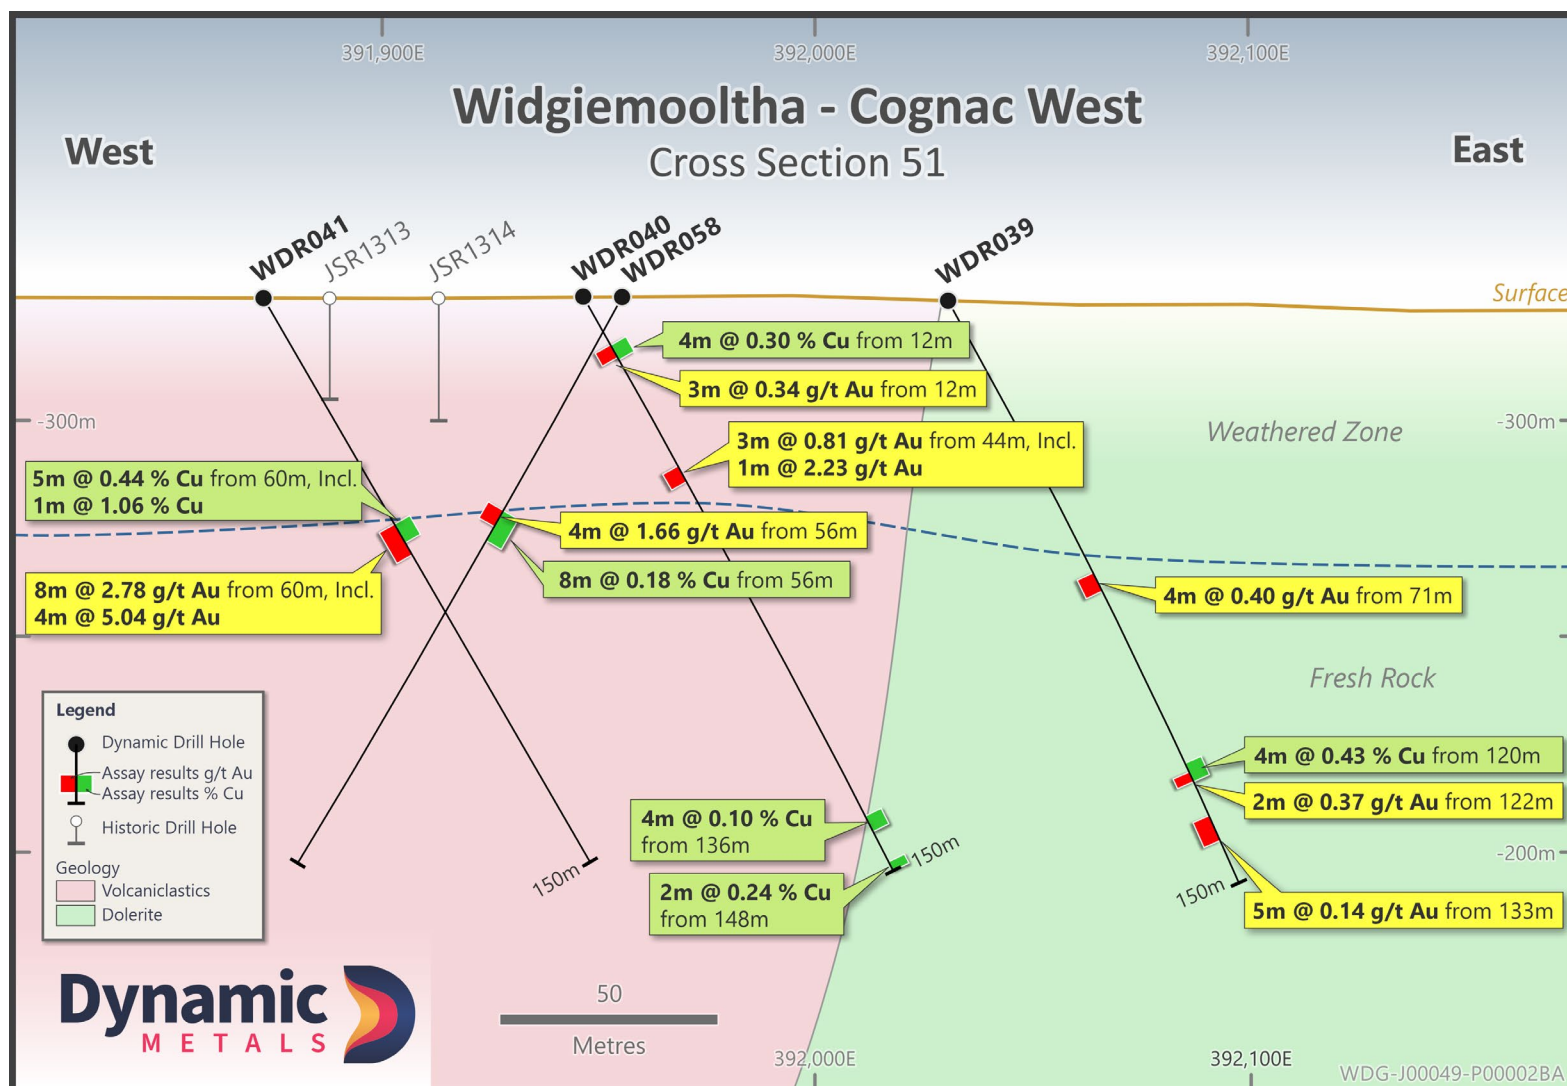 391,900E
392,000E
392,100E
Widgiemooltha - Cognac West
Cross Section 51
West
East
WDR041
JSR1313
JSR1314
WDR040
WDR058
WDR039
Surface
4m @ 0.30 % Cu from 12m
3m @ 0.34 g/t Au from 12m
-300m
-300m
Weathered Zone
3m @ 0.81 g/t Au from 44m, Incl.
1m @ 2.23 g/t Au
5m @ 0.44 % Cu from 60m, Incl.
1m @ 1.06 % Cu
4m @ 1.66 g/t Au from 56m
8m @ 0.18 % Cu from 56m
8m @ 2.78 g/t Au from 60m, Incl.
4m @ 5.04 g/t Au
4m @ 0.40 g/t Au from 71m
Fresh Rock
Legend
Dynamic Drill Hole
Assay results g/t Au
Assay results % Cu
Historic Drill Hole
Geology
Volcaniclastics
Dolerite
4m @ 0.43 % Cu from 120m
2m @ 0.37 g/t Au from 122m
4m @ 0.10 % Cu
from 136m
150m
150m
-200m
2m @ 0.24 % Cu
from 148m
150m
5m @ 0.14 g/t Au from 133m
Dynamic
METALS
50
Metres
392,000E
392,100E
WDG-J00049-P00002BA